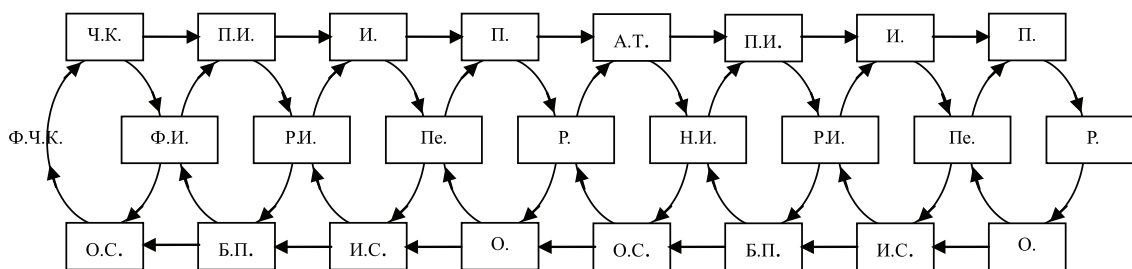 Ч.К. П.И. И. П. А.Т. П.И. И. П.
Ф.Ч.К. Ф.И. Р.И. Пе. Р. Н.И. Р.И. Пе. Р.
О.С. Б.П. И.С. О. О.С. Б.П. И.С. О.